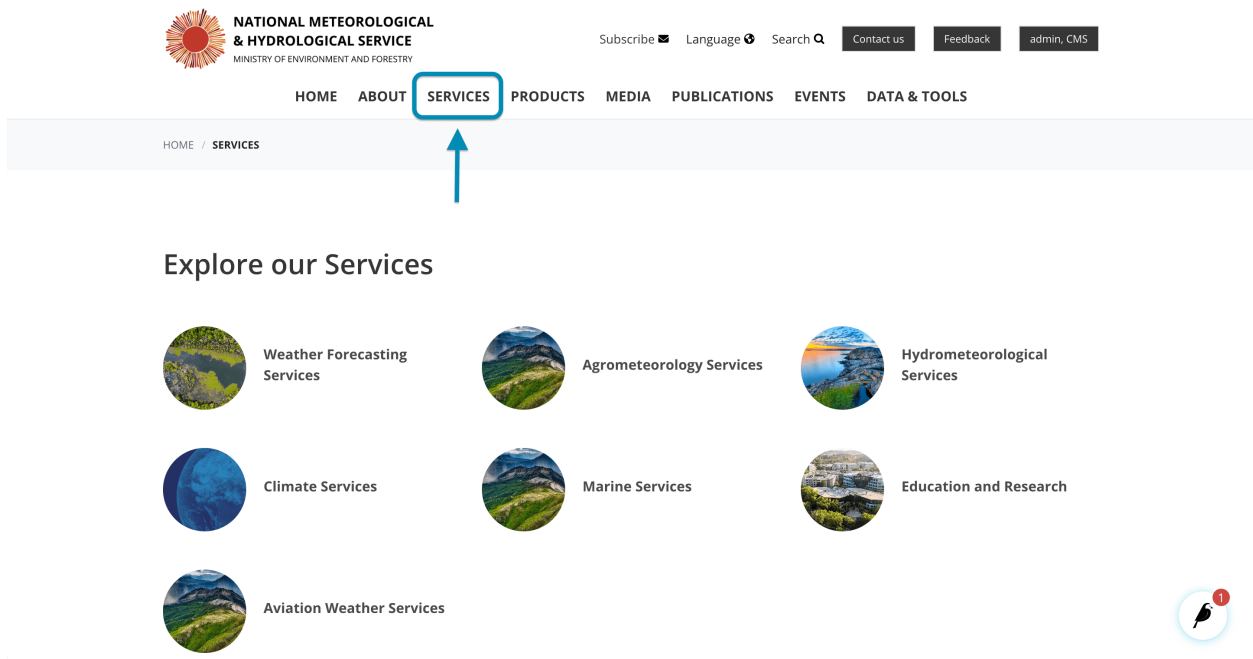 NATIONAL METEOROLOGICAL
& HYDROLOGICAL SERVICE
MINISTRY OF ENVIRONMENT AND FORESTRY
Subscribe Language Search Contact us Feedback admin, CMS
HOME ABOUT SERVICES PRODUCTS MEDIA PUBLICATIONS EVENTS DATA & TOOLS
HOME / SERVICES
Explore our Services
Weather Forecasting
Services
Agrometeorology Services
Hydrometeorological
Services
Climate Services
Marine Services
Education and Research
Aviation Weather Services
1